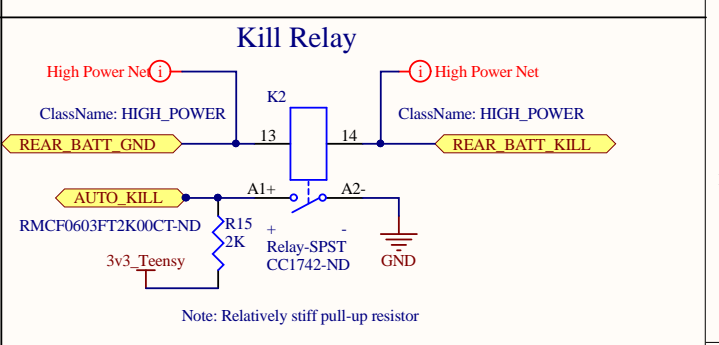 Kill Relay
High Power Net
i
i
High Power Net
K2
ClassName: HIGH_POWER
ClassName: HIGH_POWER
REAR_BATT_GND
13
14
REAR_BATT_KILL
AUTO_KILL
A1+
A2-
RMCF0603FT2K00CT-ND
R15
2K
+
-
Relay-SPST
CC1742-ND
3v3_Teensy
GND
Note: Relatively stiff pull-up resistor